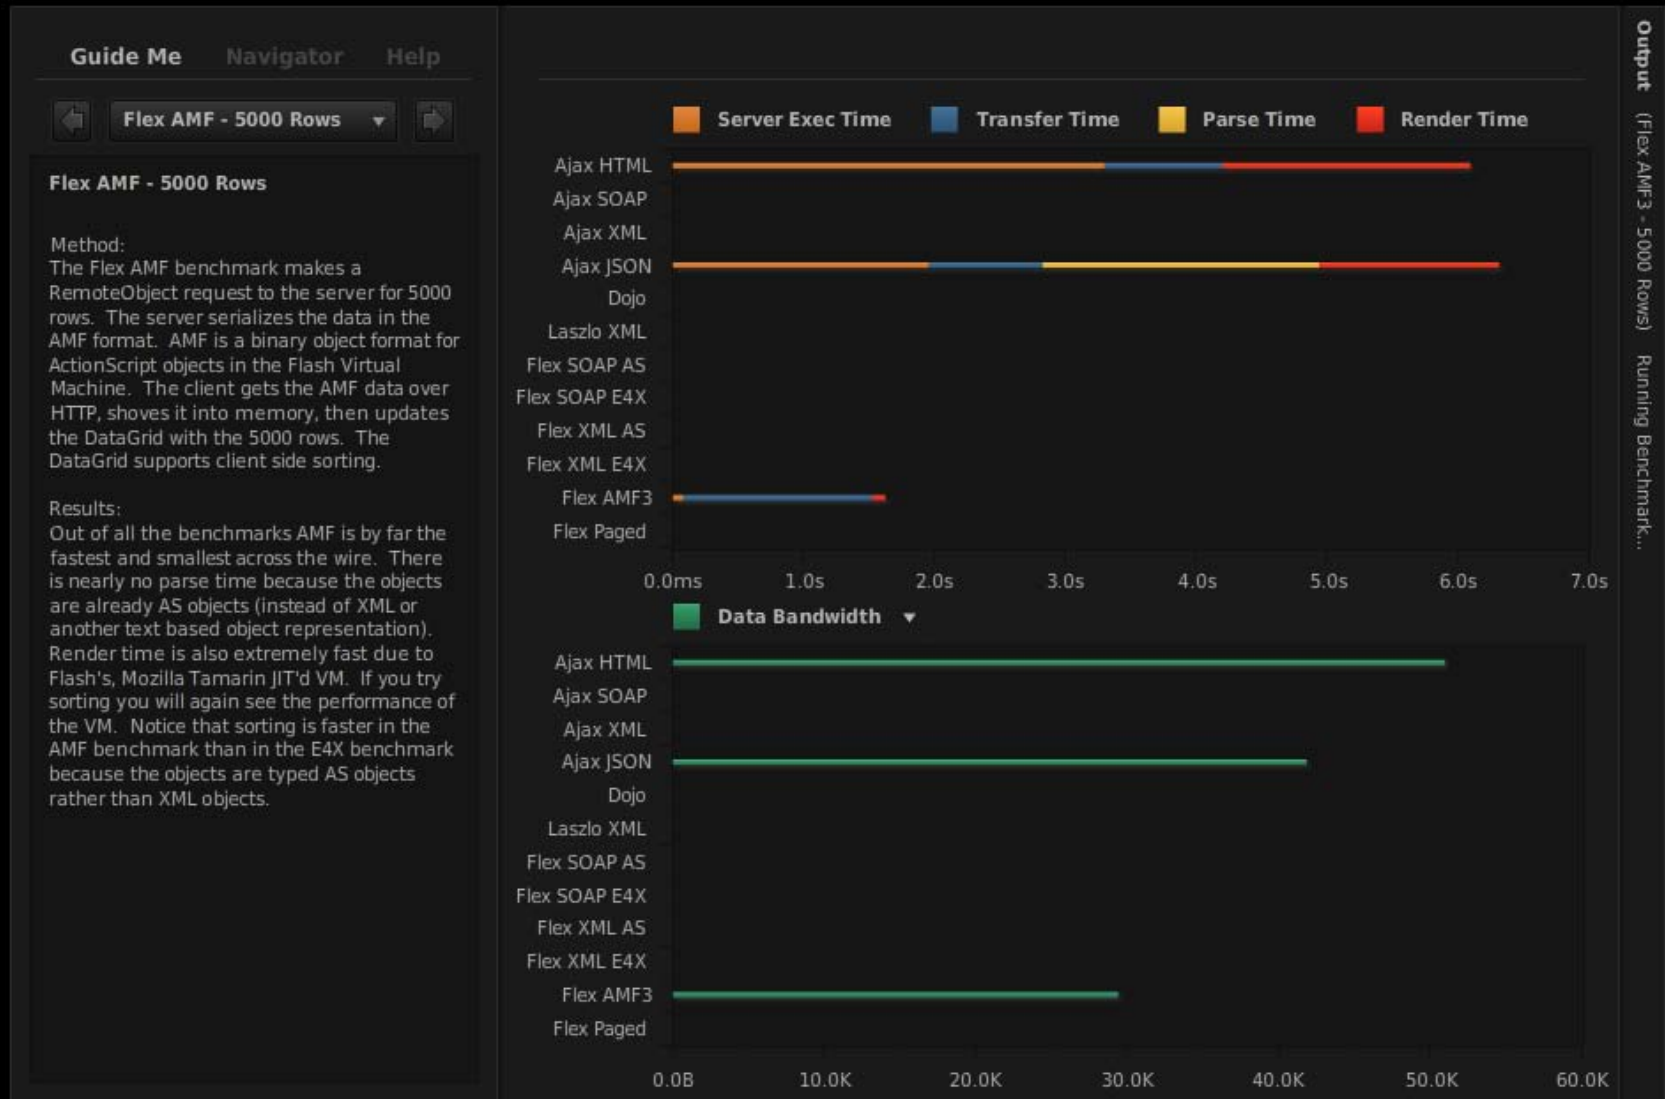 Guide Me Navigator Help
Flex AMF - 5000 Rows
Flex AMF - 5000 Rows
Method:
The Flex AMF benchmark makes a
RemoteObject request to the server for 5000
rows. The server serializes the data in the
AMF format. AMF is a binary object format for
ActionScript objects in the Flash Virtual
Machine. The client gets the AMF data over
HTTP, shoves it into memory, then updates
the DataGrid with the 5000 rows. The
DataGrid supports client side sorting.
Results:
Out of all the benchmarks AMF is by far the
fastest and smallest across the wire. There
is nearly no parse time because the objects
are already AS objects (instead of XML or
another text based object representation).
Render time is also extremely fast due to
Flash's, Mozilla Tamarin JIT'd VM. If you try
sorting you will again see the performance of
the VM. Notice that sorting is faster in the
AMF benchmark than in the E4X benchmark
because the objects are typed AS objects
rather than XML objects.
Server Exec Time Transfer Time Parse Time Render Time
Ajax HTML
Ajax SOAP
Ajax XML
Ajax JSON
Dojo
Laszlo XML
Flex SOAP AS
Flex SOAP E4X
Flex XML AS
Flex XML E4X
Flex AMF3
Flex Paged
0.0ms 1.0s 2.0s 3.0s 4.0s 5.0s 6.0s 7.0s
Data Bandwidth
Ajax HTML
Ajax SOAP
Ajax XML
Ajax JSON
Dojo
Laszlo XML
Flex SOAP AS
Flex SOAP E4X
Flex XML AS
Flex XML E4X
Flex AMF3
Flex Paged
0.0B 10.0K 20.0K 30.0K 40.0K 50.0K 60.0K
Output (Flex AMF3 - 5000 Rows) Running Benchmark...